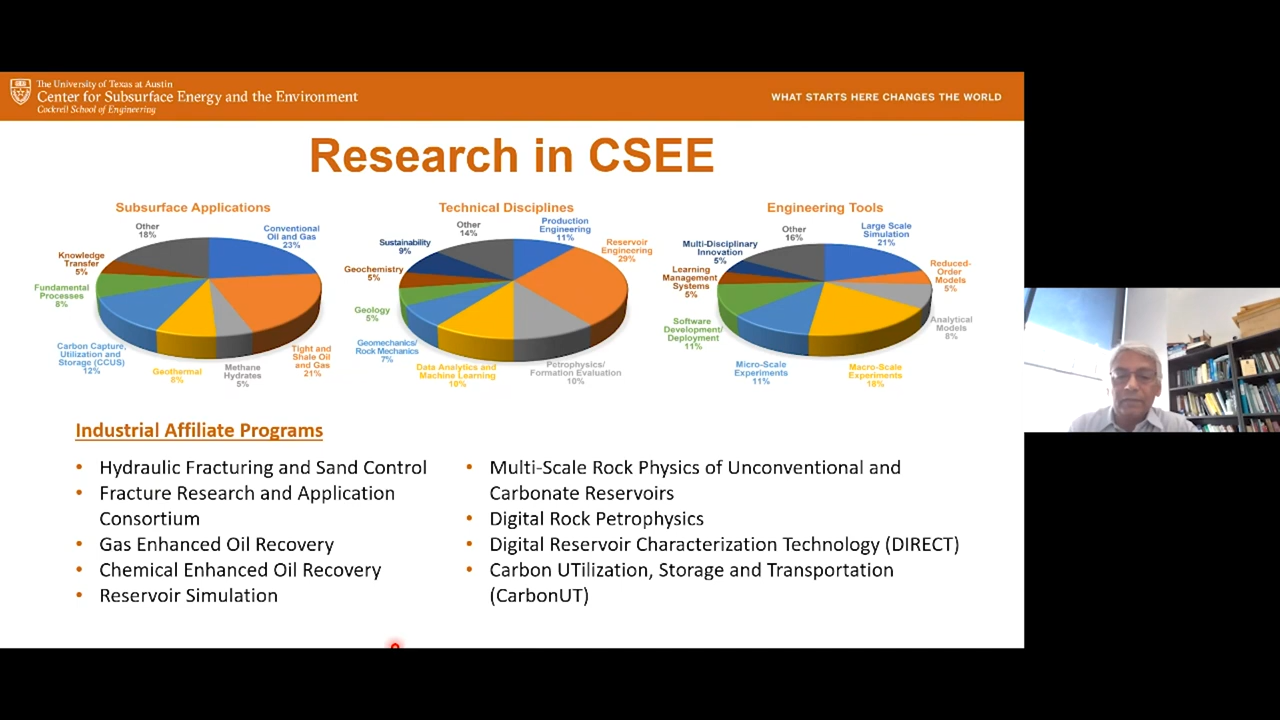 The University of Texas at Austin
Center for Subsurface Energy and the Environment
Cockrell School of Engineering
WHAT STARTS HERE CHANGES THE WORLD
Research in CSEE
Subsurface Applications
Other
18%
Conventional
Oil and Gas
23%
Knowledge
Transfer
5%
Fundamental
Processes
8%
Carbon Capture,
Utilization and
Storage (CCUS)
12%
Geothermal
8%
Methane
Hydrates
5%
Tight and
Shale Oil
and Gas
21%
Technical Disciplines
Other
14%
Production
Engineering
11%
Sustainability
9%
Reservoir
Engineering
29%
Geochemistry
5%
Geology
5%
Geomechanics/
Rock Mechanics
7%
Data Analytics and
Machine Learning
10%
Petrophysics/
Formation Evaluation
10%
Engineering Tools
Other
16%
Large Scale
Simulation
21%
Multi-Disciplinary
Innovation
5%
Reduced-
Order
Models
5%
Learning
Management
Systems
5%
Analytical
Models
8%
Software
Development/
Deployment
11%
Micro-Scale
Experiments
11%
Macro-Scale
Experiments
18%
Industrial Affiliate Programs
• Hydraulic Fracturing and Sand Control
• Fracture Research and Application
Consortium
• Gas Enhanced Oil Recovery
• Chemical Enhanced Oil Recovery
• Reservoir Simulation
• Multi-Scale Rock Physics of Unconventional and
Carbonate Reservoirs
• Digital Rock Petrophysics
• Digital Reservoir Characterization Technology (DIRECT)
• Carbon UTilization, Storage and Transportation
(CarbonUT)